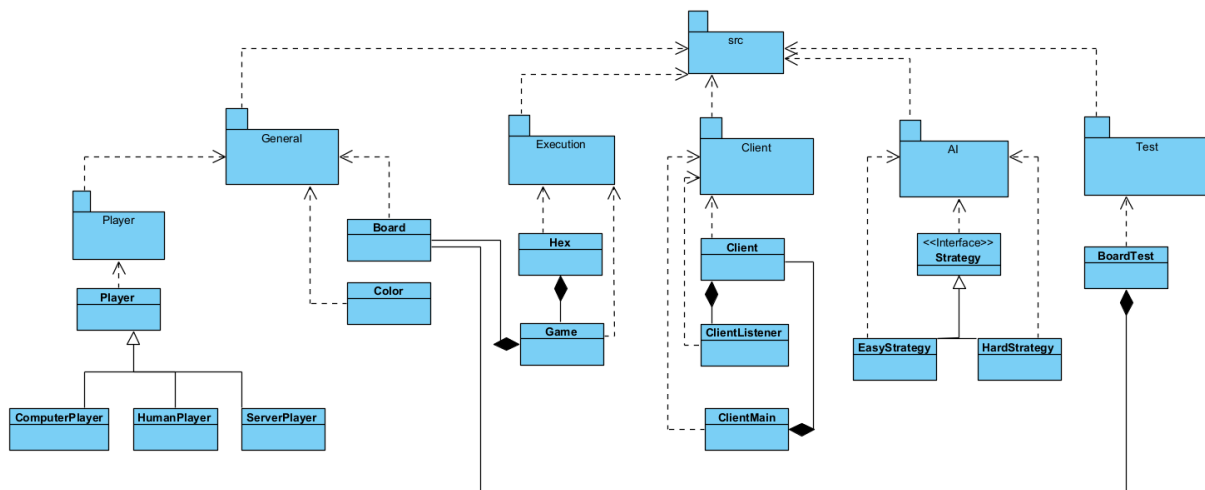 src
General
Execution
Client
AI
Test
Player
Board
Hex
Client
<<Interface>>
Strategy
BoardTest
Player
Color
Game
ClientListener
EasyStrategy
HardStrategy
ComputerPlayer
HumanPlayer
ServerPlayer
ClientMain